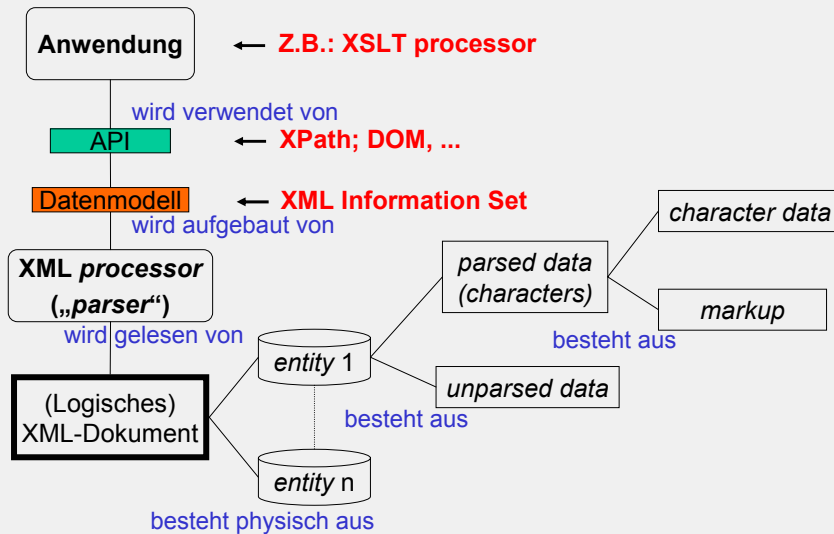 Anwendung
← Z.B.: XSLT processor
wird verwendet von
API
← XPath; DOM, ...
Datenmodell
← XML Information Set
wird aufgebaut von
XML processor
(„parser“)
wird gelesen von
(Logisches)
XML-Dokument
entity 1
entity n
besteht physisch aus
parsed data
(characters)
unparsed data
besteht aus
character data
markup
besteht aus